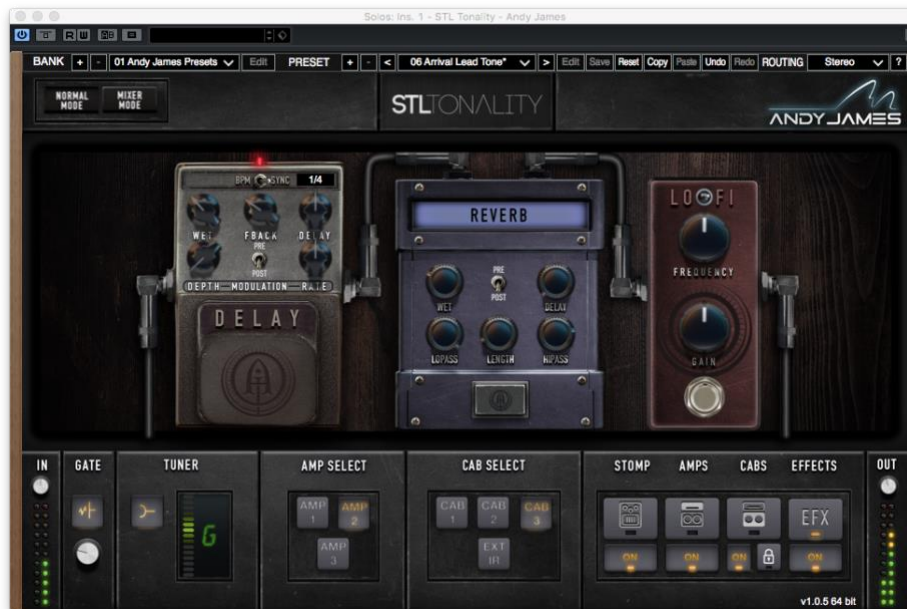 Solos: Ins. 1 - STL Tonality - Andy James
R W
BANK + - 01 Andy James Presets Edit PRESET + - < 06 Arrival Lead Tone* > Edit Save Reset Copy Paste Undo Redo ROUTING Stereo ?
NORMAL MODE
MIXER MODE
STLTONALITY
ANDY JAMES
BPM SYNC 1/4
WET FBACK DELAY
PRE
POST
DEPTH MODULATION RATE
DELAY
REVERB
PRE
POST
WET DELAY
LOPASS LENGTH HIPASS
LOFI
FREQUENCY
GAIN
IN GATE TUNER AMP SELECT CAB SELECT STOMP AMPS CABS EFFECTS OUT
G
AMP 1
AMP 2
AMP 3
CAB 1
CAB 2
CAB 3
EXT IR
EFX
ON ON ON ON
v1.0.5 64 bit